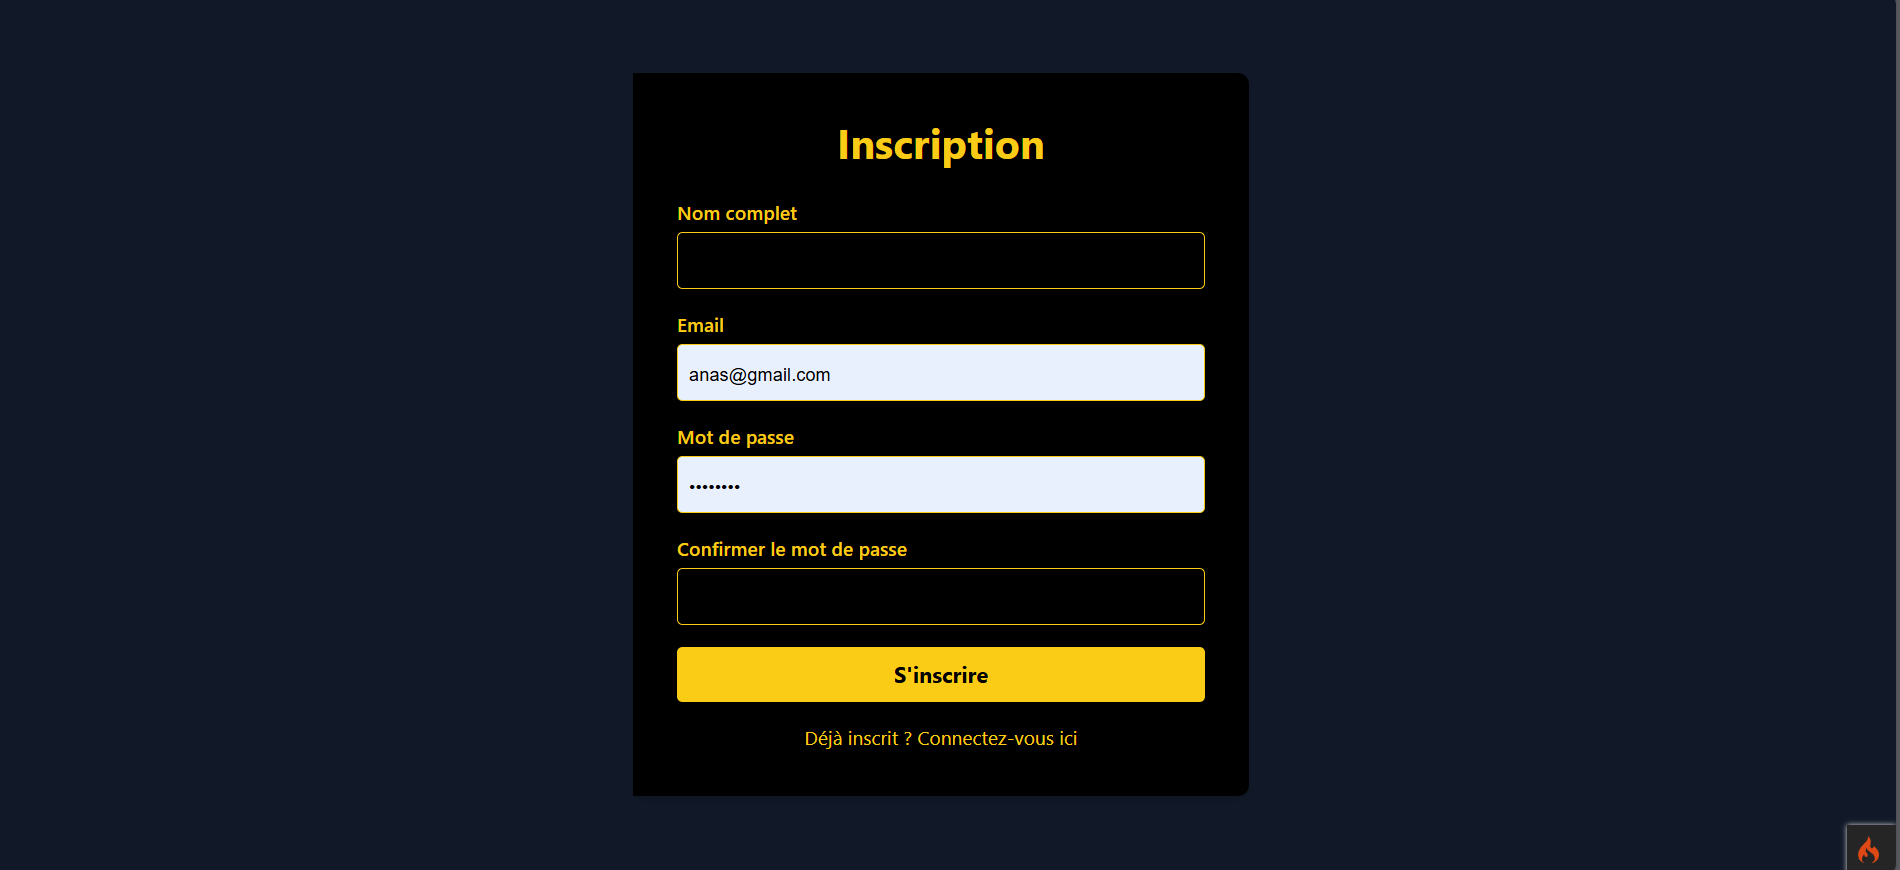 Inscription
Nom complet
Email
anas@gmail.com
Mot de passe
••••••••
Confirmer le mot de passe
S'inscrire
Déjà inscrit ? Connectez-vous ici